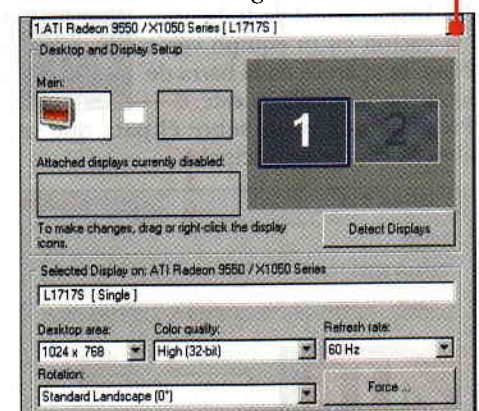 1.ATI Radeon 9550 / X1050 Series [ L1717S ]
Desktop and Display Setup
Main:
1
2
Attached displays currently disabled:
To make changes, drag or right-click the display
icons.
Detect Displays
Selected Display on: ATI Radeon 9550 / X1050 Series
L1717S [ Single ]
Desktop area:
Color quality:
Refresh rate:
1024 x 768
High (32-bit)
60 Hz
Rotation:
Standard Landscape (0°)
Force ...